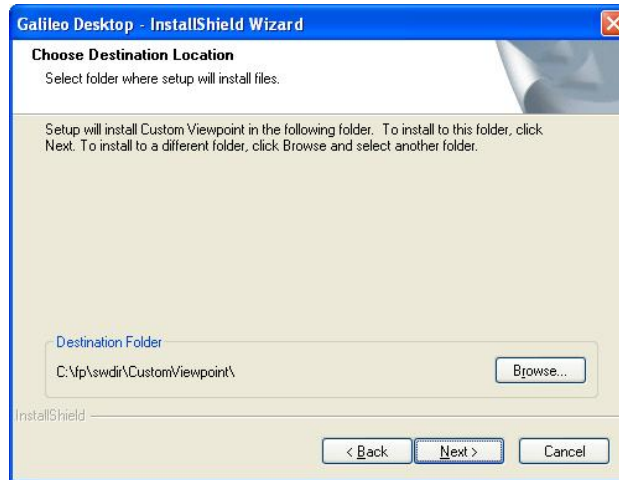 Galileo Desktop - InstallShield Wizard
Choose Destination Location
Select folder where setup will install files.
Setup will install Custom Viewpoint in the following folder. To install to this folder, click
Next. To install to a different folder, click Browse and select another folder.
Destination Folder
C:\fp\swdir\CustomViewpoint\
Browse...
InstallShield
< Back
Next >
Cancel